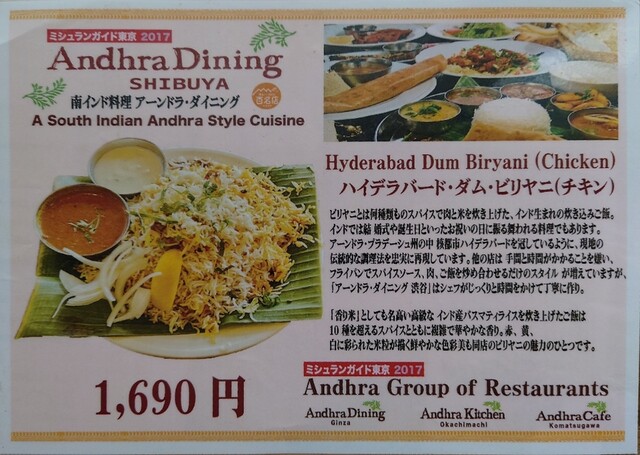 ミシュランガイド東京 2017
Andhra Dining
SHIBUYA
南インド料理 アーンドラ・ダイニング
百名店
A South Indian Andhra Style Cuisine
Hyderabad Dum Biryani (Chicken)
ハイデラバード・ダム・ビリヤニ(チキン)
ビリヤニとは何種類ものスパイスで肉と米を炊き上げた、インド生まれの炊き込みご飯。
インドでは結 婚式や誕生日といったお祝いの日に振る舞われる料理でもあります。
アーンドラ・プラデーシュ州の中 核都市ハイデラバードを冠しているように、現地の
伝統的な調理法を忠実に再現しています。他の店は 手間と時間がかかることを嫌い、
フライパンでスパイスソース、肉、ご飯を炒め合わせるだけのスタイル が増えていますが、
「アーンドラ・ダイニング 渋谷」はシェフがじっくりと時間をかけて丁寧に作り。
「香り米」としても名高い高級な インド産バスマティライスを炊き上げたご飯は
10 種を超えるスパイスとともに複雑で華やかな香り。赤、黄、
白に彩られた米粒が描く鮮やかな色彩美も同店のビリヤニの魅力のひとつです。
1,690 円
ミシュランガイド東京 2017
Andhra Group of Restaurants
Andhra Dining
Ginza
Andhra Kitchen
Okachimachi
Andhra Cafe
Komatsugawa